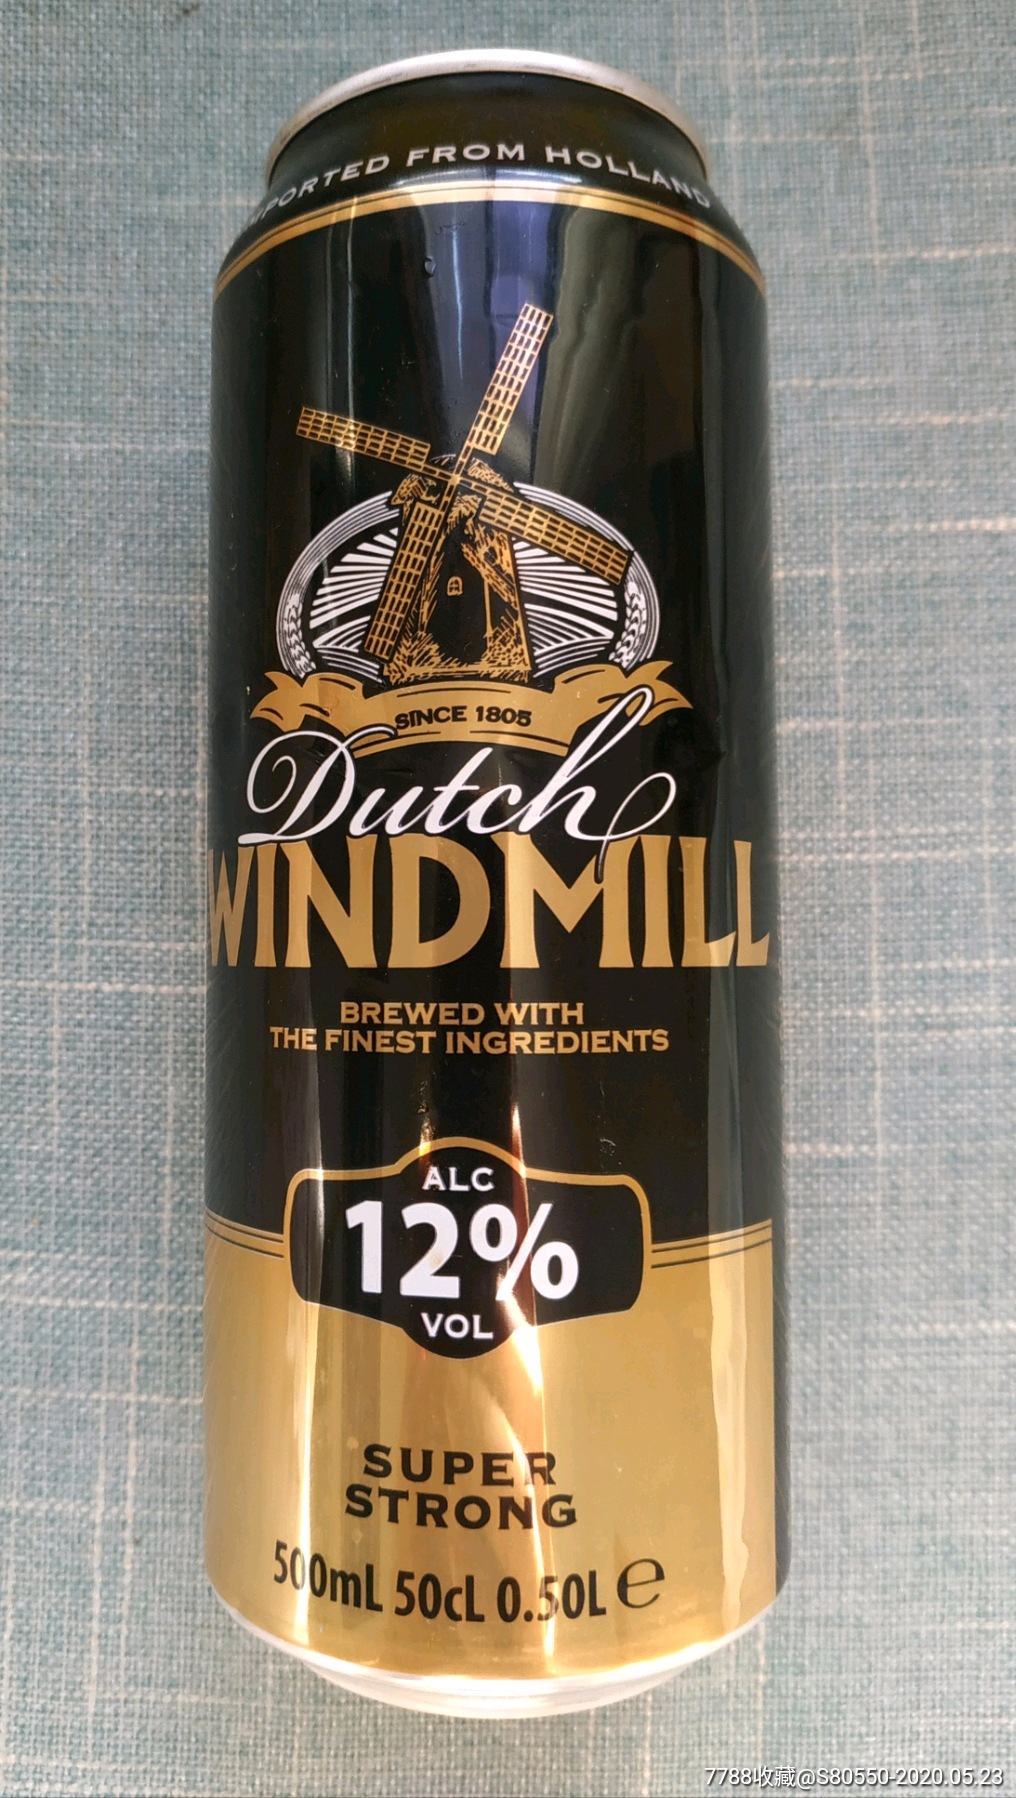 IMPORTED FROM HOLLAND
SINCE 1805
Dutch
WINDMILL
BREWED WITH
THE FINEST INGREDIENTS
ALC
12%
VOL
SUPER
STRONG
500mL 50cL 0.50L e
7788收藏@S80550-2020.05.23